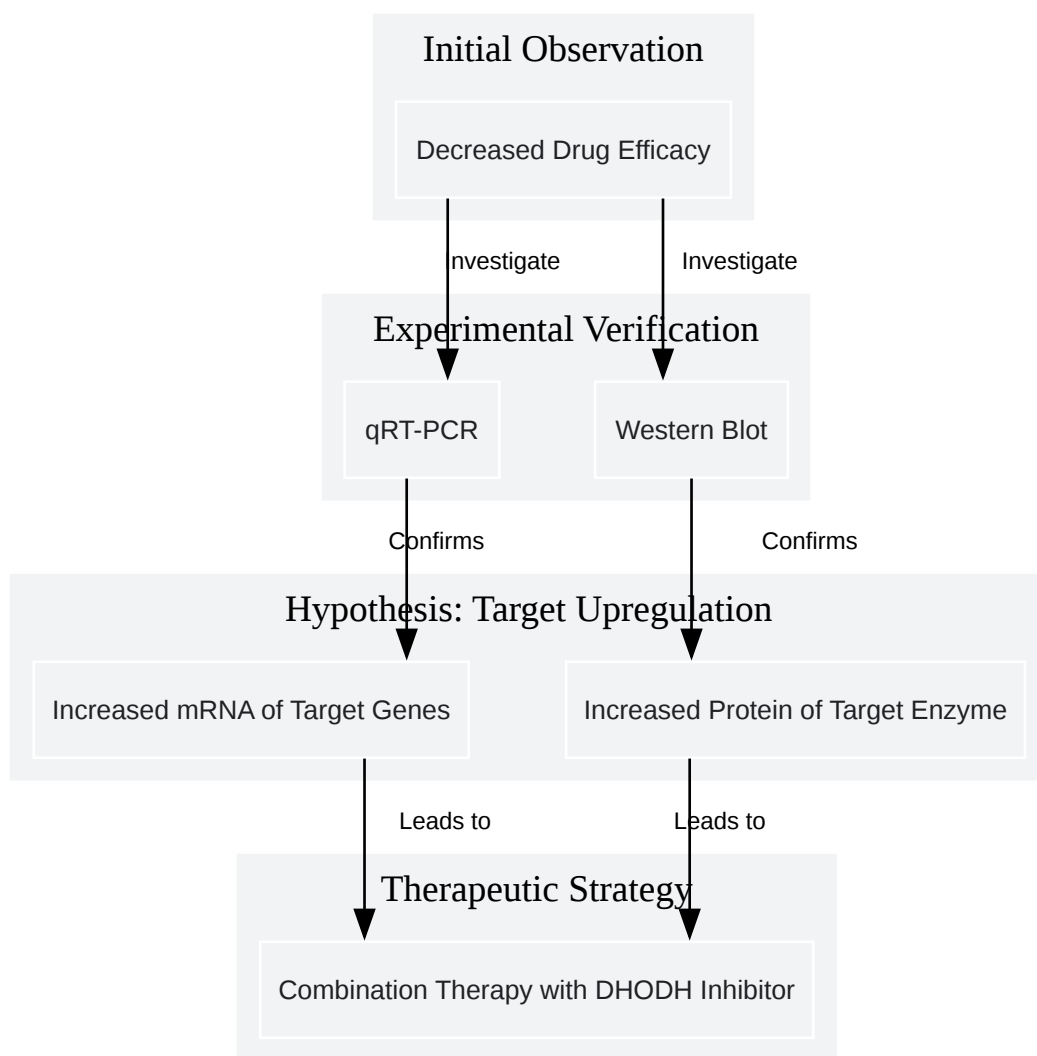 Initial Observation
Decreased Drug Efficacy
Investigate
Investigate
Experimental Verification
qRT-PCR
Western Blot
Confirms
Confirms
Hypothesis: Target Upregulation
Increased mRNA of Target Genes
Increased Protein of Target Enzyme
Leads to
Leads to
Therapeutic Strategy
Combination Therapy with DHODH Inhibitor